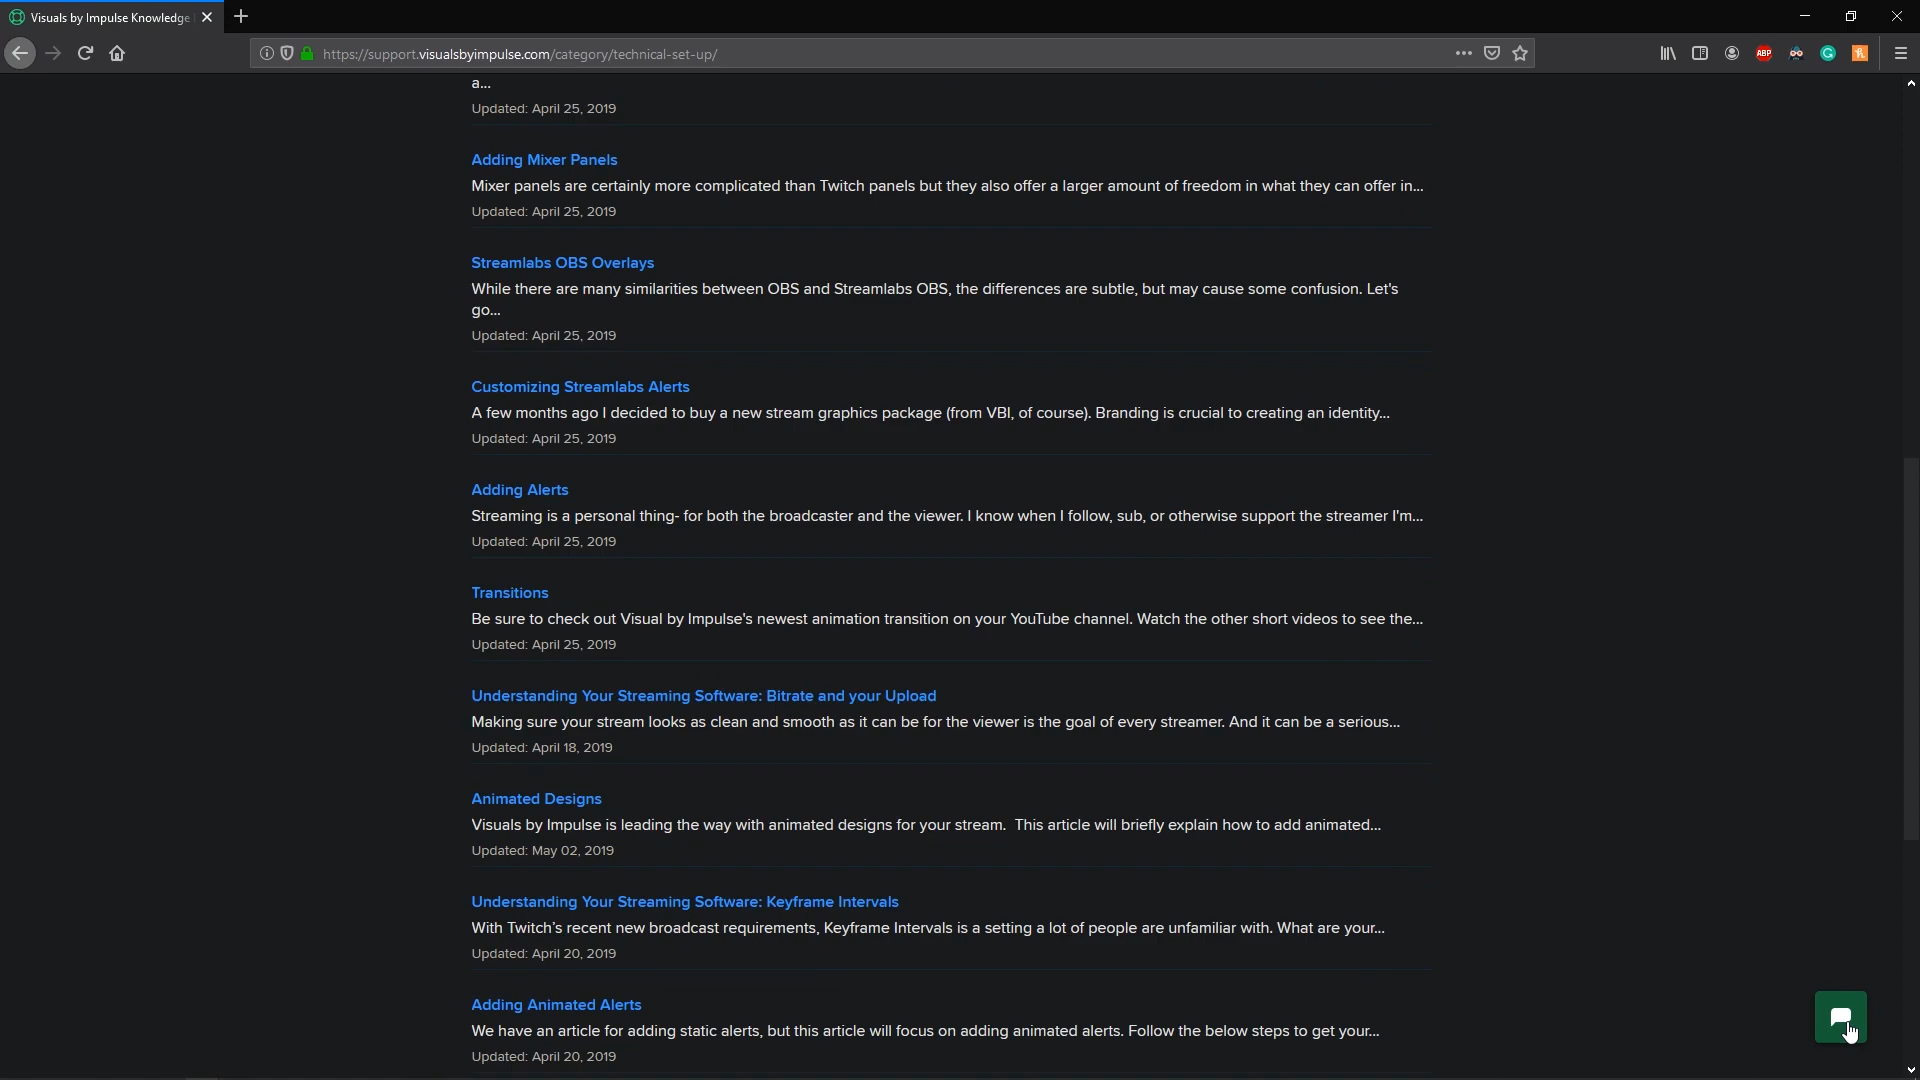 Visuals by Impulse Knowledge
https://support.visualsbyimpulse.com/category/technical-set-up/
ABP
a...
Updated: April 25, 2019
Adding Mixer Panels
Mixer panels are certainly more complicated than Twitch panels but they also offer a larger amount of freedom in what they can offer in...
Updated: April 25, 2019
Streamlabs OBS Overlays
While there are many similarities between OBS and Streamlabs OBS, the differences are subtle, but may cause some confusion. Let's
go...
Updated: April 25, 2019
Customizing Streamlabs Alerts
A few months ago I decided to buy a new stream graphics package (from VBI, of course). Branding is crucial to creating an identity...
Updated: April 25, 2019
Adding Alerts
Streaming is a personal thing- for both the broadcaster and the viewer. I know when I follow, sub, or otherwise support the streamer I'm...
Updated: April 25, 2019
Transitions
Be sure to check out Visual by Impulse's newest animation transition on your YouTube channel. Watch the other short videos to see the...
Updated: April 25, 2019
Understanding Your Streaming Software: Bitrate and your Upload
Making sure your stream looks as clean and smooth as it can be for the viewer is the goal of every streamer. And it can be a serious...
Updated: April 18, 2019
Animated Designs
Visuals by Impulse is leading the way with animated designs for your stream.  This article will briefly explain how to add animated...
Updated: May 02, 2019
Understanding Your Streaming Software: Keyframe Intervals
With Twitch’s recent new broadcast requirements, Keyframe Intervals is a setting a lot of people are unfamiliar with. What are your...
Updated: April 20, 2019
Adding Animated Alerts
We have an article for adding static alerts, but this article will focus on adding animated alerts. Follow the below steps to get your...
Updated: April 20, 2019